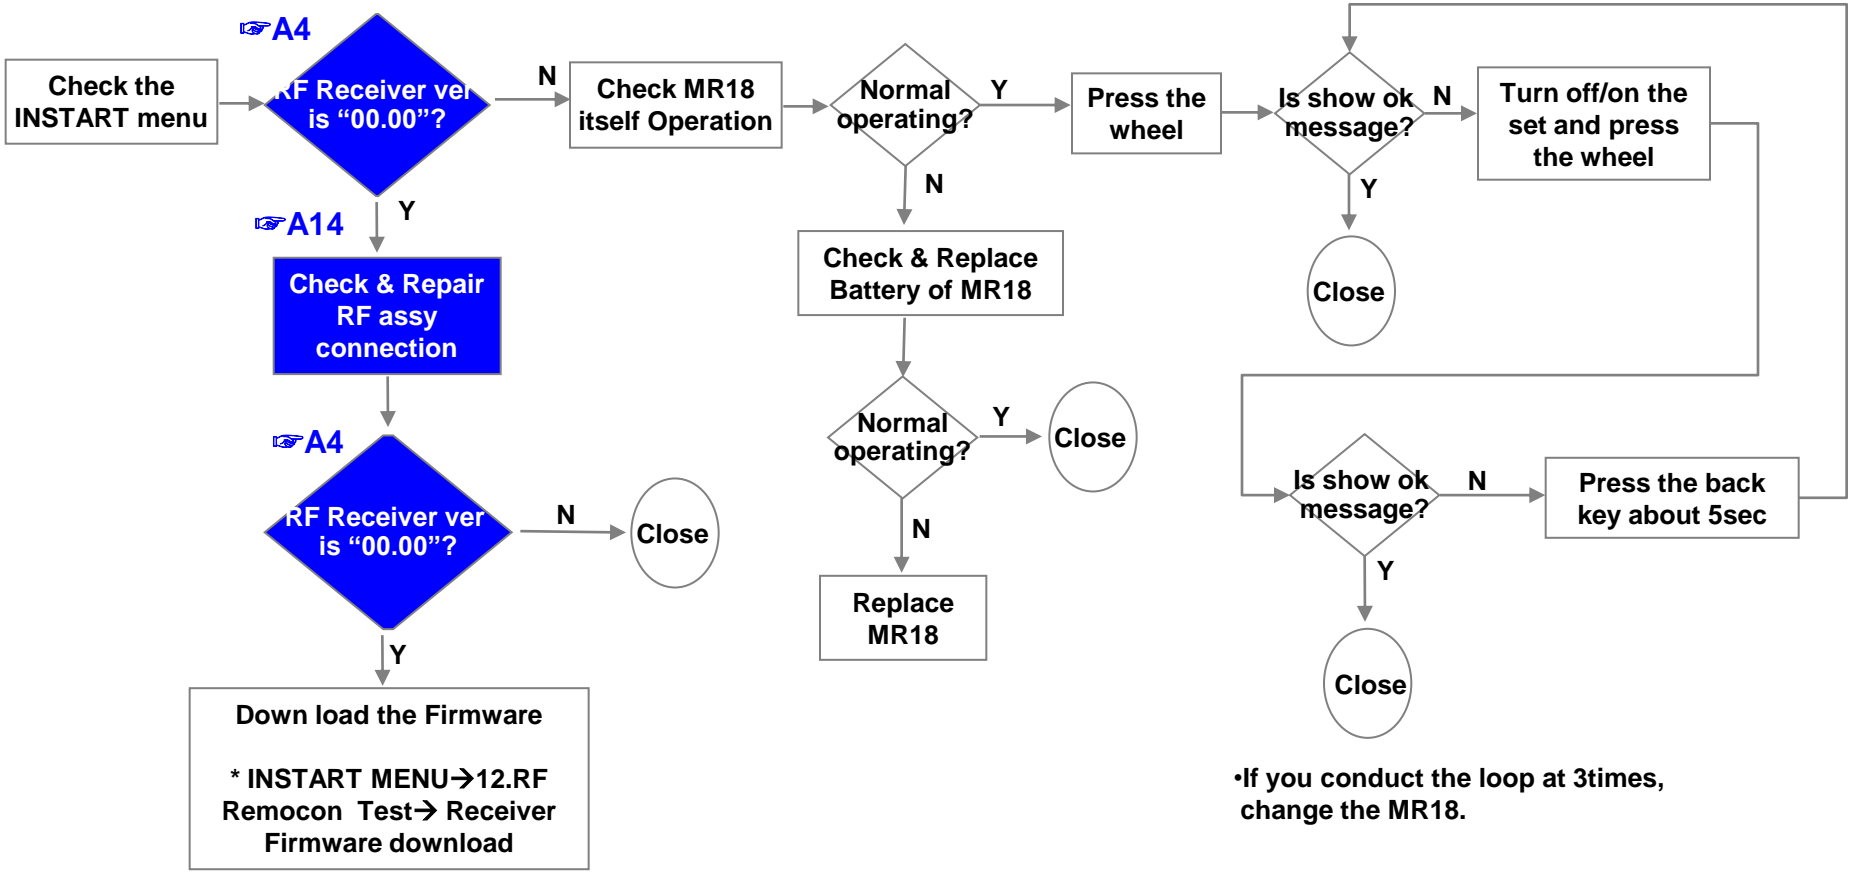 ☞A4
Check the
INSTART menu
RF Receiver ver
is “00.00”?
N
Check MR18
itself Operation
Normal
operating?
Y
Press the
wheel
Is show ok
message?
N
Turn off/on the
set and press
the wheel
Y
☞A14
Check & Repair
RF assy
connection
N
Check & Replace
Battery of MR18
Y
Close
☞A4
RF Receiver ver
is “00.00”?
N
Close
Normal
operating?
Y
Close
Is show ok
message?
N
Press the back
key about 5sec
Y
Down load the Firmware
* INSTART MENU→12.RF
Remocon Test→ Receiver
Firmware download
N
Replace
MR18
Y
Close
•If you conduct the loop at 3times,
change the MR18.